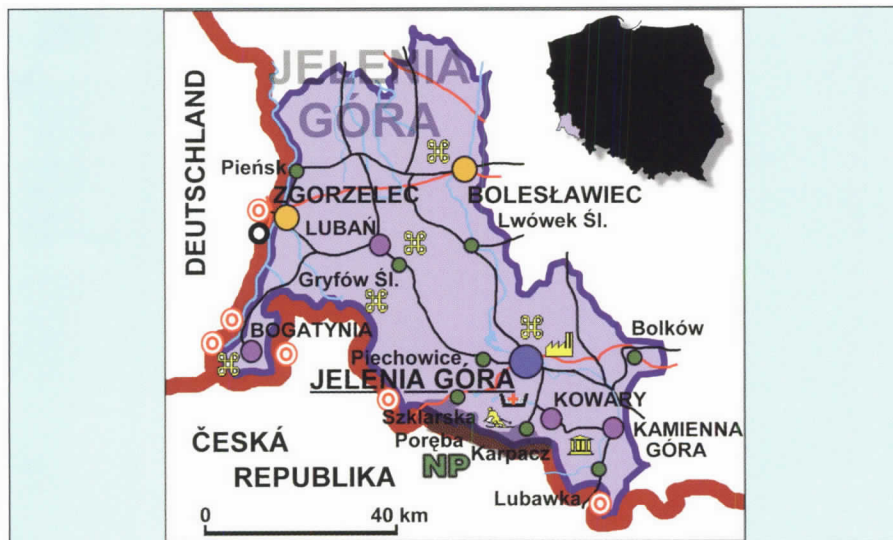 JELENIA
GÓRA
DEUTSCHLAND
Pieńsk
ZGORZELEC
BOLESŁAWIEC
LUBAŃ
Lwówek Śl.
Gryfów Śl.
BOGATYNIA
Bolków
Piechowice
JELENIA GÓRA
KOWARY
Szklarska
Poręba
KAMIENNA
GÓRA
ČESKÁ
REPUBLIKA
NP
Karpacz
Lubawka
0 40 km